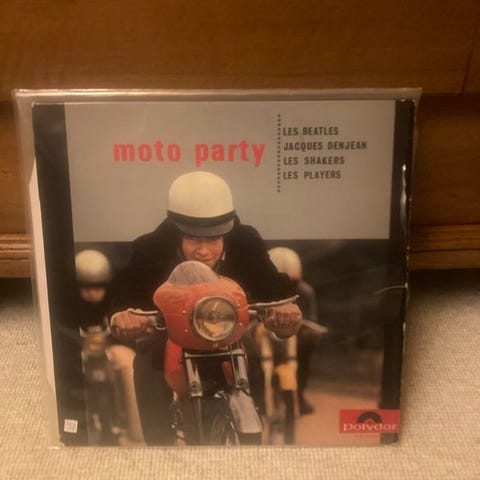 moto party
LES BEATLES
JACQUES DENJEAN
LES SHAKERS
LES PLAYERS
Polydor